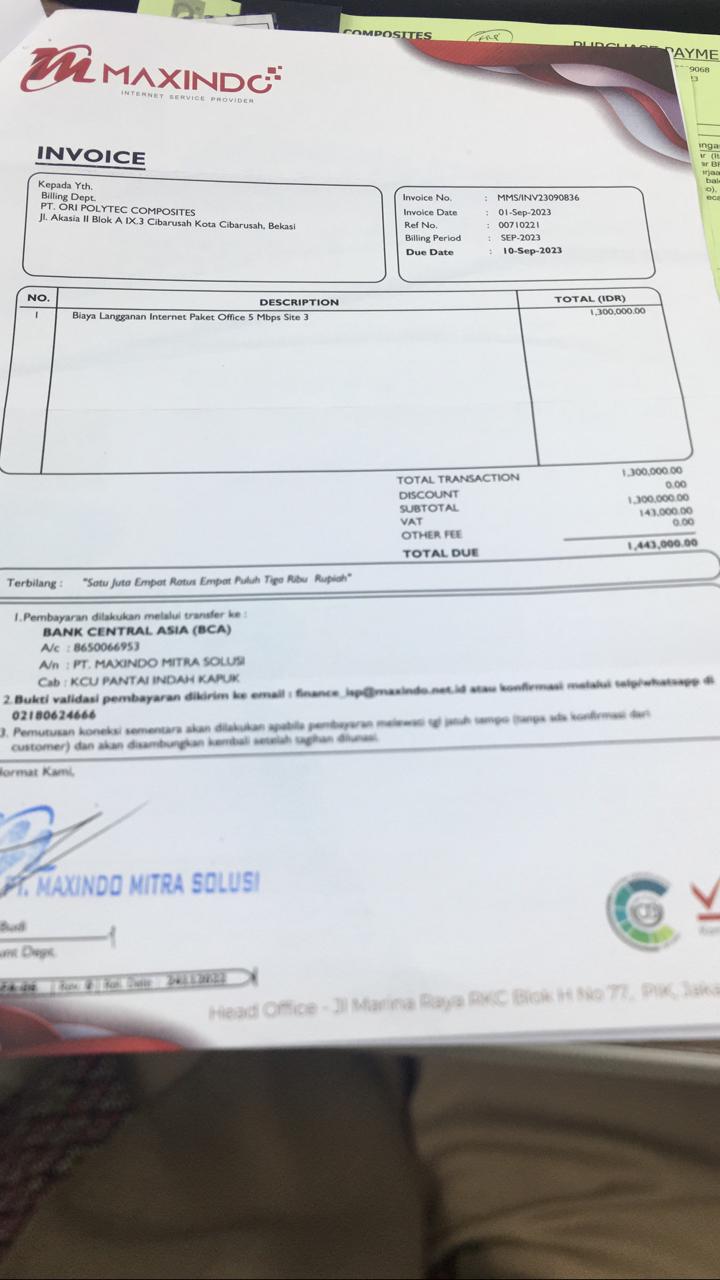 COMPOSITES
MAXINDO
INTERNET SERVICE PROVIDER
INVOICE
Kepada Yth.
Billing Dept.
PT. ORI POLYTEC COMPOSITES
Jl. Akasia II Blok A IX.3 Cibarusah Kota Cibarusah, Bekasi
Invoice No. : MMS/INV23090836
Invoice Date : 01-Sep-2023
Ref No. : 00710221
Billing Period : SEP-2023
Due Date : 10-Sep-2023
NO. DESCRIPTION TOTAL (IDR)
1 Biaya Langganan Internet Paket Office 5 Mbps Site 3 1,300,000.00
TOTAL TRANSACTION 1,300,000.00
DISCOUNT 0.00
SUBTOTAL 1,300,000.00
VAT 143,000.00
OTHER FEE 0.00
TOTAL DUE 1,443,000.00
Terbilang : "Satu Juta Empat Ratus Empat Puluh Tiga Ribu Rupiah"
1.Pembayaran dilakukan melalui transfer ke :
BANK CENTRAL ASIA (BCA)
A/c : 8650066953
A/n : PT. MAXINDO MITRA SOLUSI
Cab : KCU PANTAI INDAH KAPUK
2.Bukti validasi pembayaran dikirim ke email : finance_isp@maxindo.net.id atau konfirmasi melalui telp/whatsapp di
02180624666
3. Pemutusan koneksi sementara akan dilakukan apabila pembayaran melewati tgl jatuh tempo (tanpa ada konfirmasi dari
customer) dan akan disambungkan kembali setelah tagihan dilunasi.
ormat Kami,
PT. MAXINDO MITRA SOLUSI
Budi
unt Dept.
Head Office - Jl Marina Raya RKC Blok H No 77, PIK, Jaka